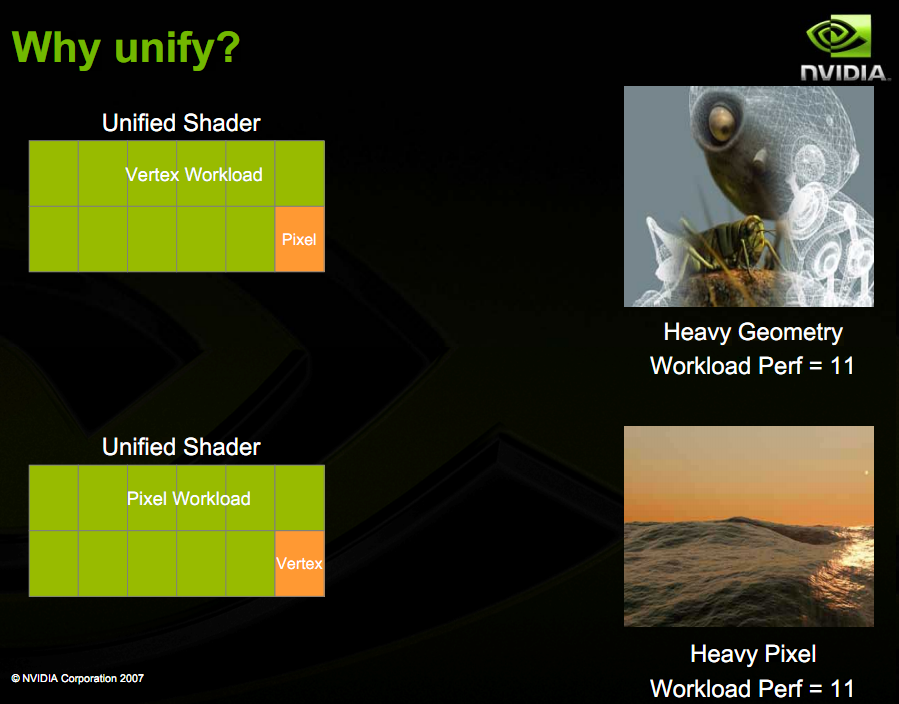 Why unify?
NVIDIA
Unified Shader
Vertex Workload
Pixel
Heavy Geometry
Workload Perf = 11
Unified Shader
Pixel Workload
Vertex
Heavy Pixel
Workload Perf = 11
© NVIDIA Corporation 2007